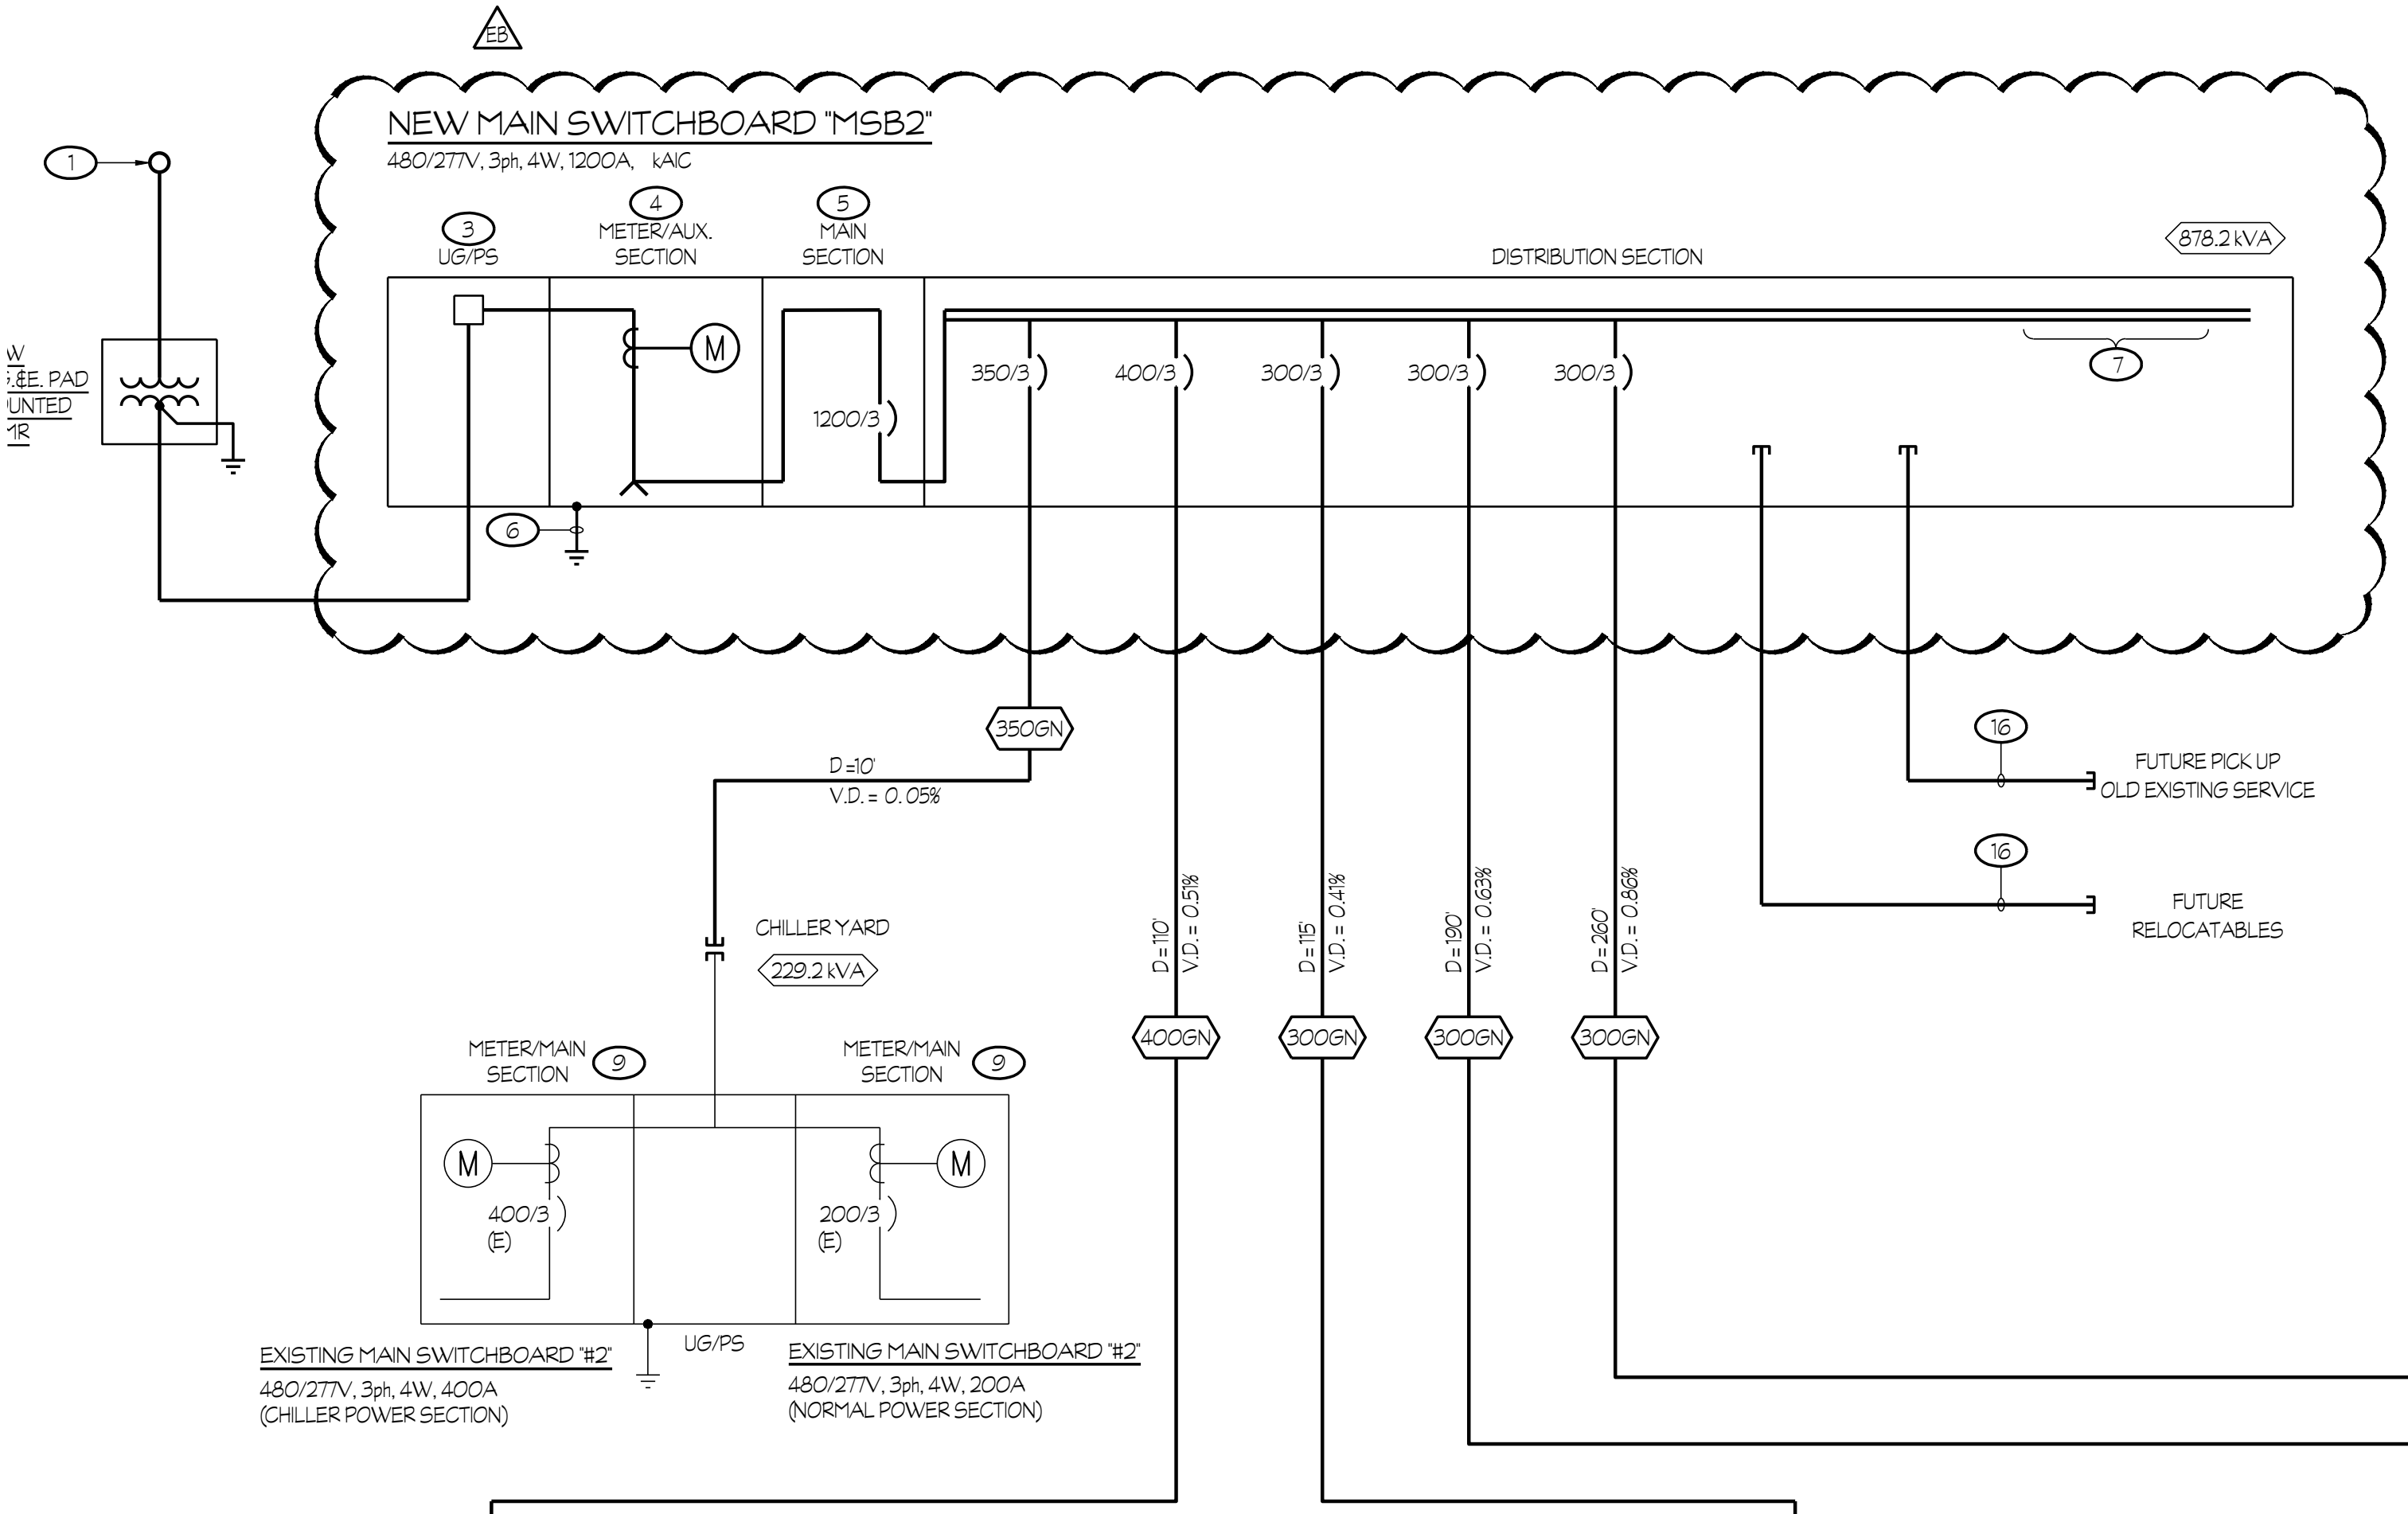 EB
NEW MAIN SWITCHBOARD "MSB2"
480/277V, 3ph, 4W, 1200A, kAIC
1
3
UG/PS
4
METER/AUX.
SECTION
5
MAIN
SECTION
DISTRIBUTION SECTION
878.2 kVA
W
.&E. PAD
UNTED
R
M
1200/3
350/3
400/3
300/3
300/3
300/3
7
6
350GN
D =10'
V.D. = 0.05%
16
FUTURE PICK UP
OLD EXISTING SERVICE
16
FUTURE
RELOCATABLES
CHILLER YARD
229.2 kVA
D = 110'
V.D. = 0.51%
D = 115'
V.D. = 0.41%
D = 190'
V.D. = 0.63%
D = 260'
V.D. = 0.86%
400GN
300GN
300GN
300GN
METER/MAIN
SECTION
9
METER/MAIN
SECTION
9
M
400/3
(E)
M
200/3
(E)
UG/PS
EXISTING MAIN SWITCHBOARD "#2"
480/277V, 3ph, 4W, 400A
(CHILLER POWER SECTION)
EXISTING MAIN SWITCHBOARD "#2"
480/277V, 3ph, 4W, 200A
(NORMAL POWER SECTION)